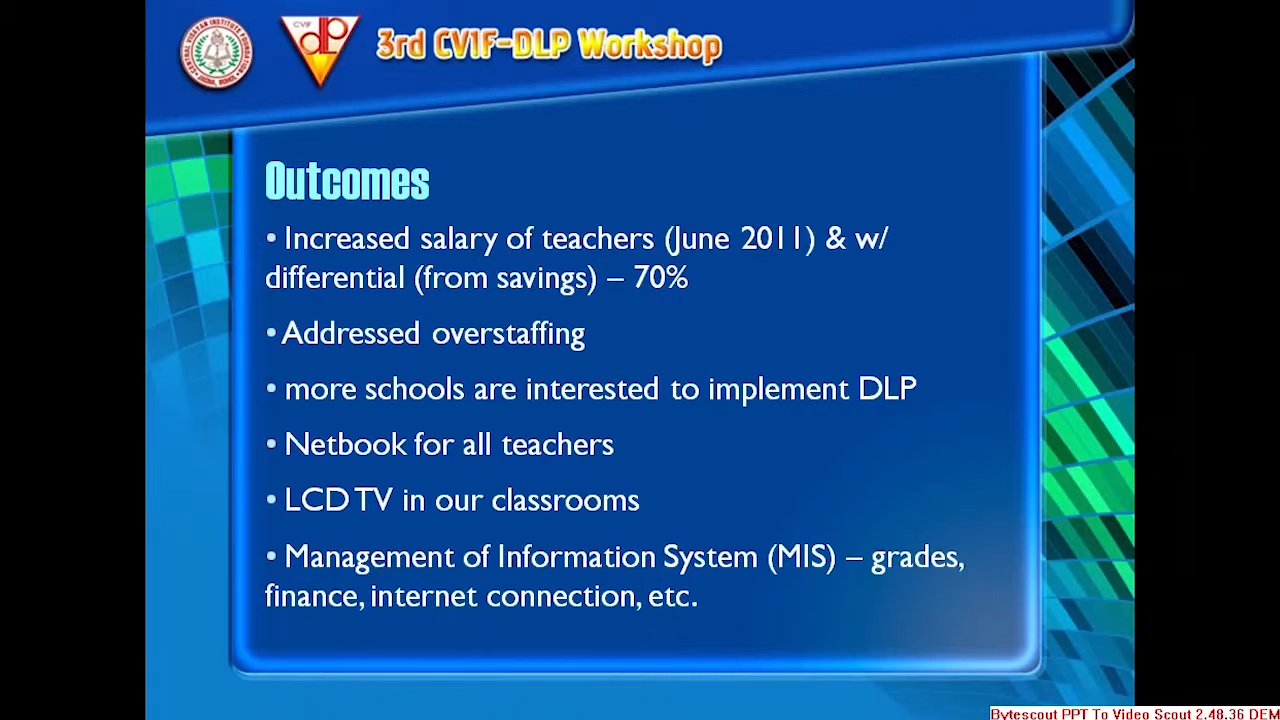 CVIF
dLP
3rd CVIF-DLP Workshop
Outcomes
• Increased salary of teachers (June 2011) & w/
differential (from savings) – 70%
• Addressed overstaffing
• more schools are interested to implement DLP
• Netbook for all teachers
• LCD TV in our classrooms
• Management of Information System (MIS) – grades,
finance, internet connection, etc.
Bytescout PPT To Video Scout 2.48.36 DEM